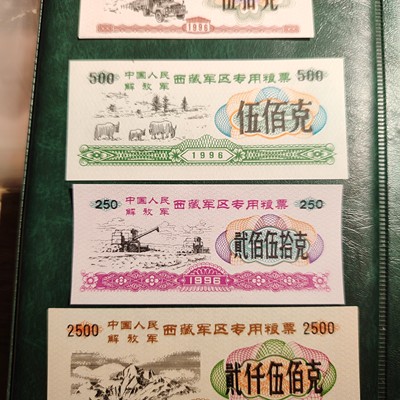 伍拾克
1996
500 中国人民解放军 西藏军区专用粮票 500
伍佰克
1996
250 中国人民解放军 西藏军区专用粮票 250
贰佰伍拾克
1996
2500 中国人民解放军 西藏军区专用粮票 2500
贰仟伍佰克